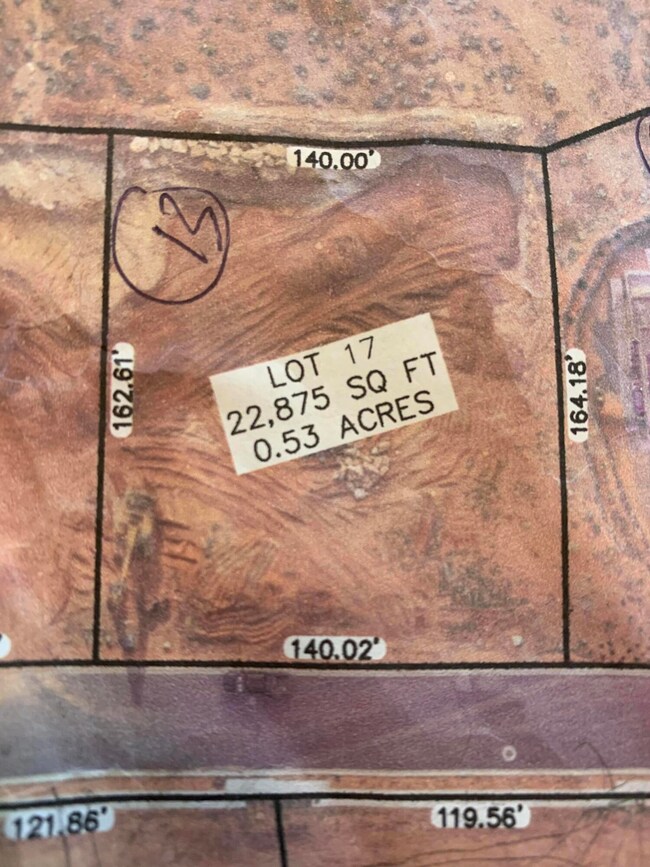 140.00'
13
162.61'
LOT 17
22,875 SQ FT
0.53 ACRES
164.18'
140.02'
121.86'
119.56'